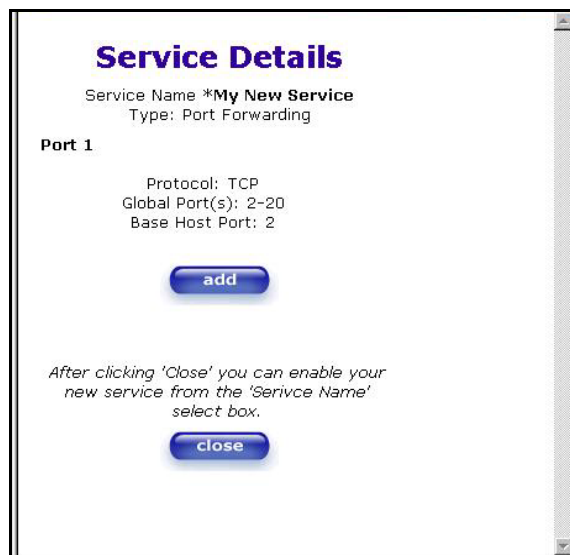 Service Details
Service Name *My New Service
Type: Port Forwarding
Port 1
Protocol: TCP
Global Port(s): 2-20
Base Host Port: 2
add
After clicking 'Close' you can enable your
new service from the 'Serivce Name'
select box.
close